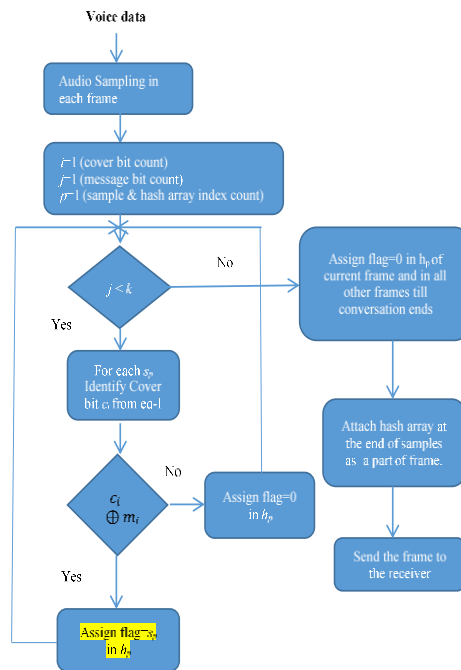 Voice data
Audio Sampling in
each frame
i=1 (cover bit count)
j=1 (message bit count)
p=1 (sample & hash array index count)
j < k
No
Yes
For each sₚ
Identify Cover
bit cᵢ from eq-1
cᵢ
⊕ mᵢ
No
Assign flag=0
in hₚ
Yes
Assign flag=sₚ
in hₚ
Assign flag=0 in hₚ of
current frame and in all
other frames till
conversation ends
Attach hash array at
the end of samples
as a part of frame.
Send the frame to
the receiver